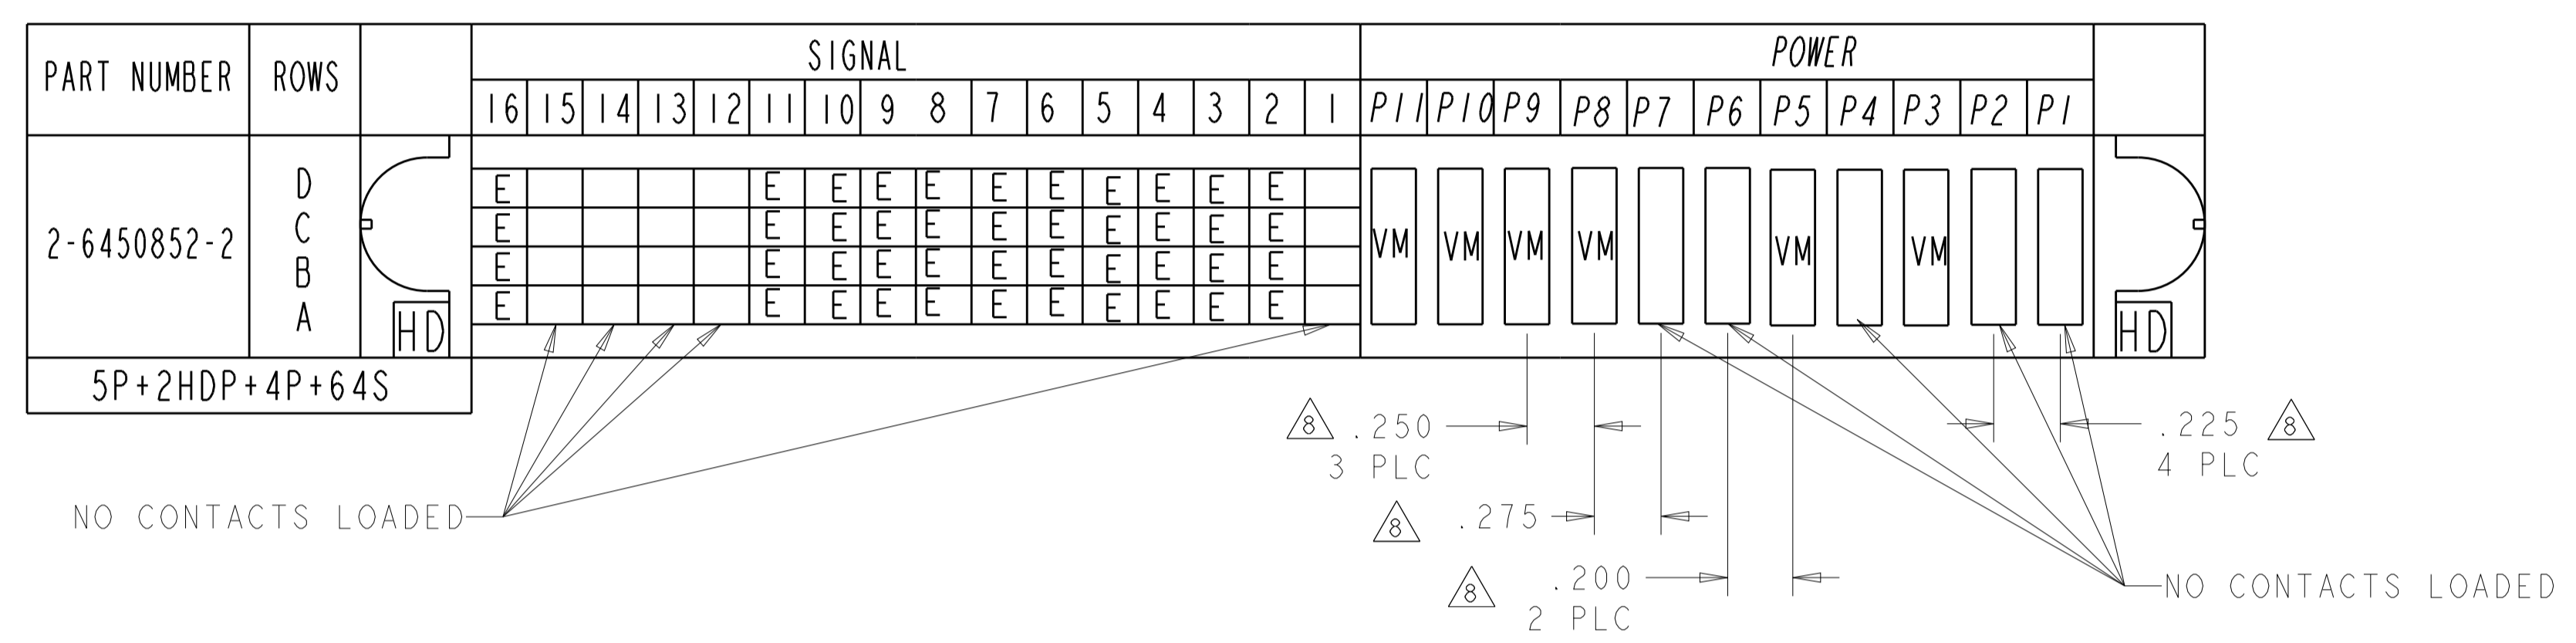 SIGNAL POWER
PART NUMBER ROWS
16 15 14 13 12 11 10 9 8 7 6 5 4 3 2 1 P11 P10 P9 P8 P7 P6 P5 P4 P3 P2 P1
D E E E E E E E E E E E
C E E E E E E E E E E E
2-6450852-2 VM VM VM VM VM VM
B E E E E E E E E E E E
A E E E E E E E E E E E
HD HD
5P+2HDP+4P+64S
8 .250 .225 8
3 PLC 4 PLC
NO CONTACTS LOADED 8 .275
8 .200 NO CONTACTS LOADED
2 PLC